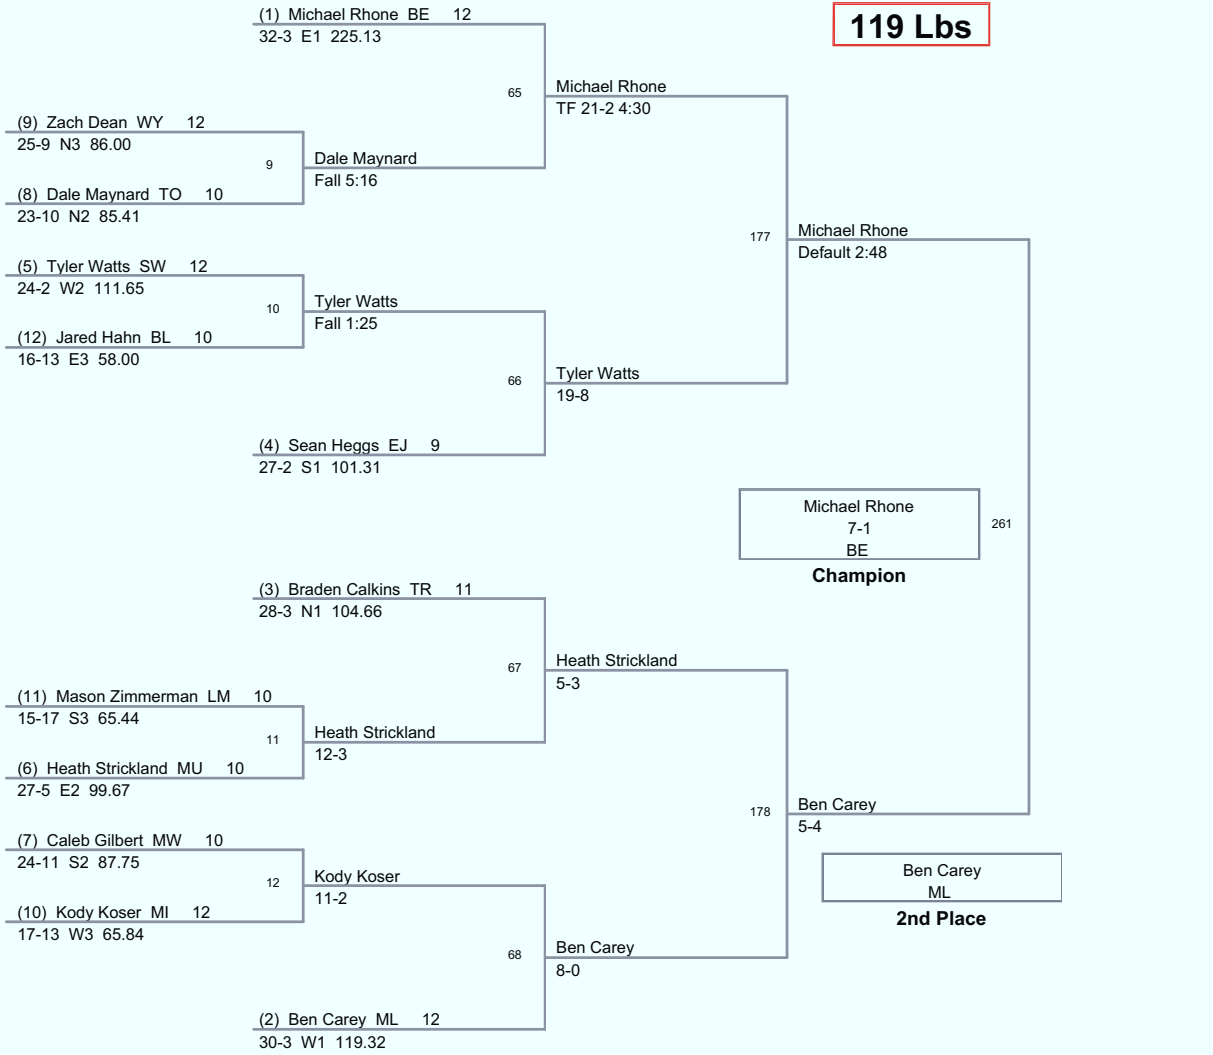 (1) Michael Rhone BE 12
119 Lbs
32-3 E1 225.13
Michael Rhone
65
TF 21-2 4:30
(9) Zach Dean WY 12
25-9 N3 86.00
Dale Maynard
9
Fall 5:16
(8) Dale Maynard TO 10
23-10 N2 85.41
Michael Rhone
177
Default 2:48
(5) Tyler Watts SW 12
24-2 W2 111.65
Tyler Watts
10
Fall 1:25
(12) Jared Hahn BL 10
16-13 E3 58.00
Tyler Watts
66
19-8
(4) Sean Heggs EJ 9
27-2 S1 101.31
Michael Rhone
7-1
261
BE
Champion
(3) Braden Calkins TR 11
28-3 N1 104.66
Heath Strickland
67
5-3
(11) Mason Zimmerman LM 10
15-17 S3 65.44
Heath Strickland
11
12-3
(6) Heath Strickland MU 10
27-5 E2 99.67
Ben Carey
178
5-4
(7) Caleb Gilbert MW 10
24-11 S2 87.75
Kody Koser
12
11-2
Ben Carey
ML
2nd Place
(10) Kody Koser MI 12
17-13 W3 65.84
Ben Carey
68
8-0
(2) Ben Carey ML 12
30-3 W1 119.32